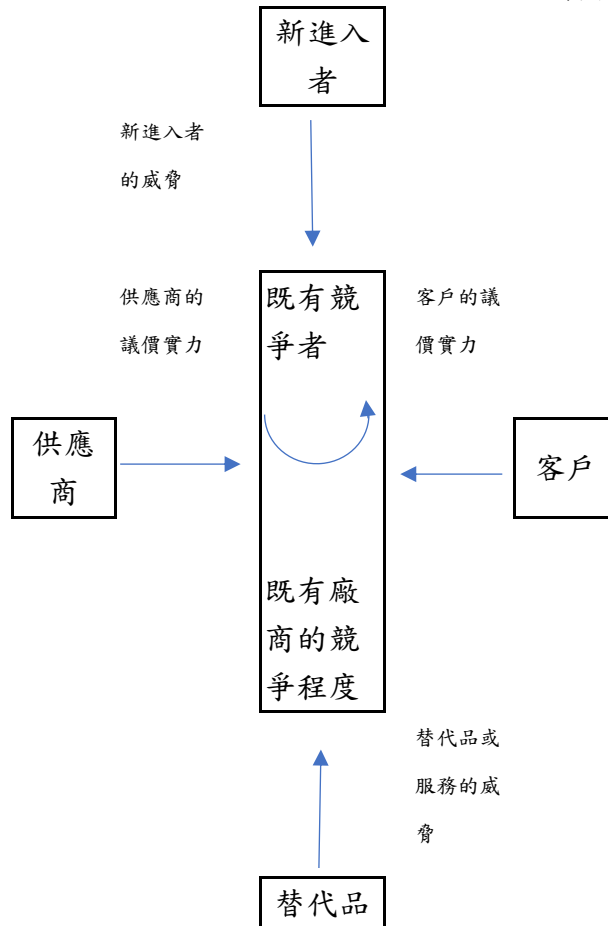 新進入
者
新進入者
的威脅
供應商的
議價實力
既有競
爭者
客戶的議
價實力
供應
商
客戶
既有廠
商的競
爭程度
替代品或
服務的威
脅
替代品